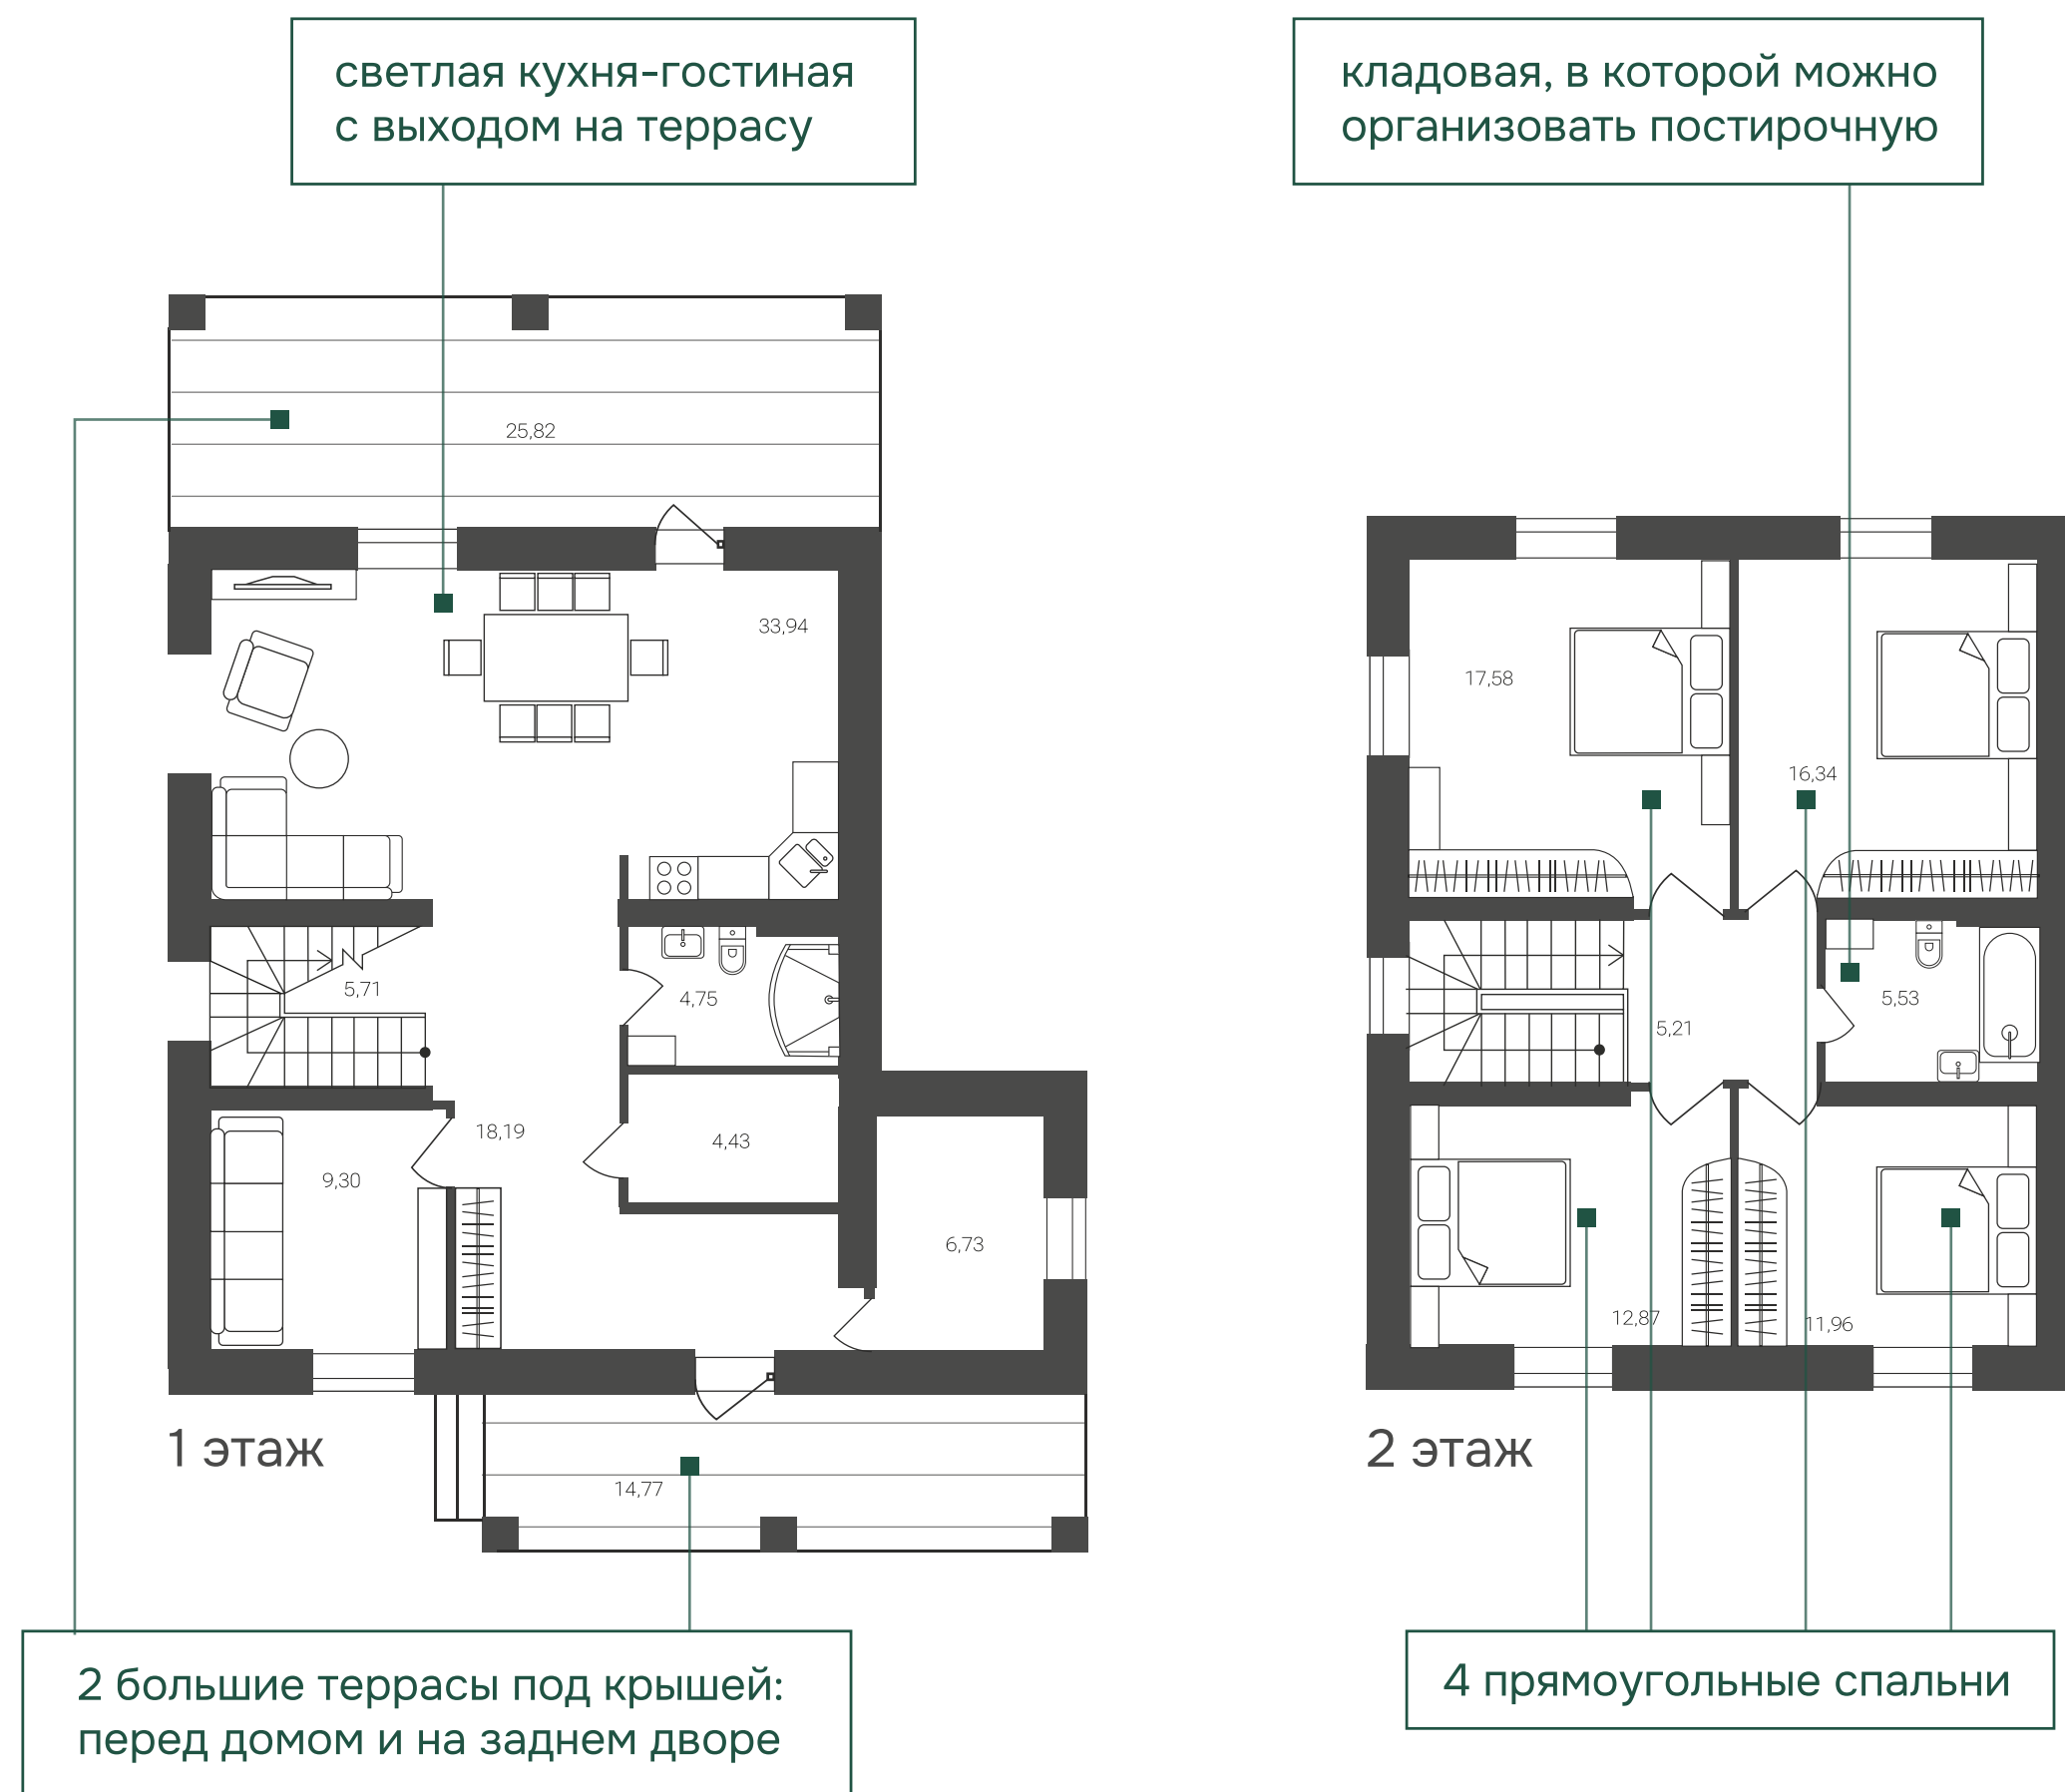 светлая кухня-гостиная
с выходом на террасу
кладовая, в которой можно
организовать постирочную
25,82
33,94
5,71
4,75
18,19
4,43
9,30
6,73
14,77
1 этаж
17,58
16,34
5,53
5,21
12,87
11,96
2 этаж
2 большие террасы под крышей:
перед домом и на заднем дворе
4 прямоугольные спальни